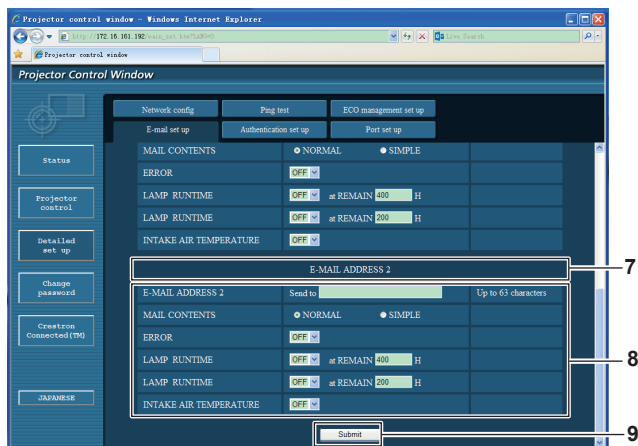 Projector control window - Windows Internet Explorer
http://172.16.161.192/main_set.htm?LANG=0
Live Search
Projector control window
Projector Control Window
Network config Ping test ECO management set up
E-mail set up Authentication set up Port set up
Status
Projector control
Detailed set up
Change password
Crestron Connected(TM)
JAPANESE
MAIL CONTENTS NORMAL SIMPLE
ERROR OFF
LAMP RUNTIME OFF at REMAIN 400 H
LAMP RUNTIME OFF at REMAIN 200 H
INTAKE AIR TEMPERATURE OFF
E-MAIL ADDRESS 2 7
E-MAIL ADDRESS 2 Send to Up to 63 characters
MAIL CONTENTS NORMAL SIMPLE
ERROR OFF
LAMP RUNTIME OFF at REMAIN 400 H 8
LAMP RUNTIME OFF at REMAIN 200 H
INTAKE AIR TEMPERATURE OFF
Submit 9